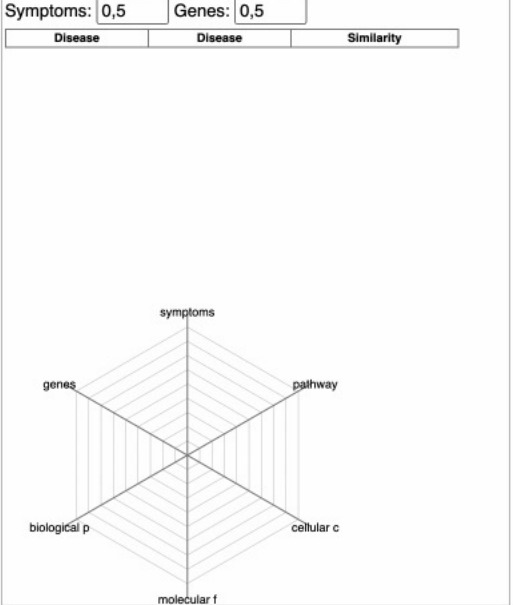 Symptoms: 0,5 Genes: 0,5
Disease Disease Similarity
symptoms
genes pathway
biological p cellular c
molecular f